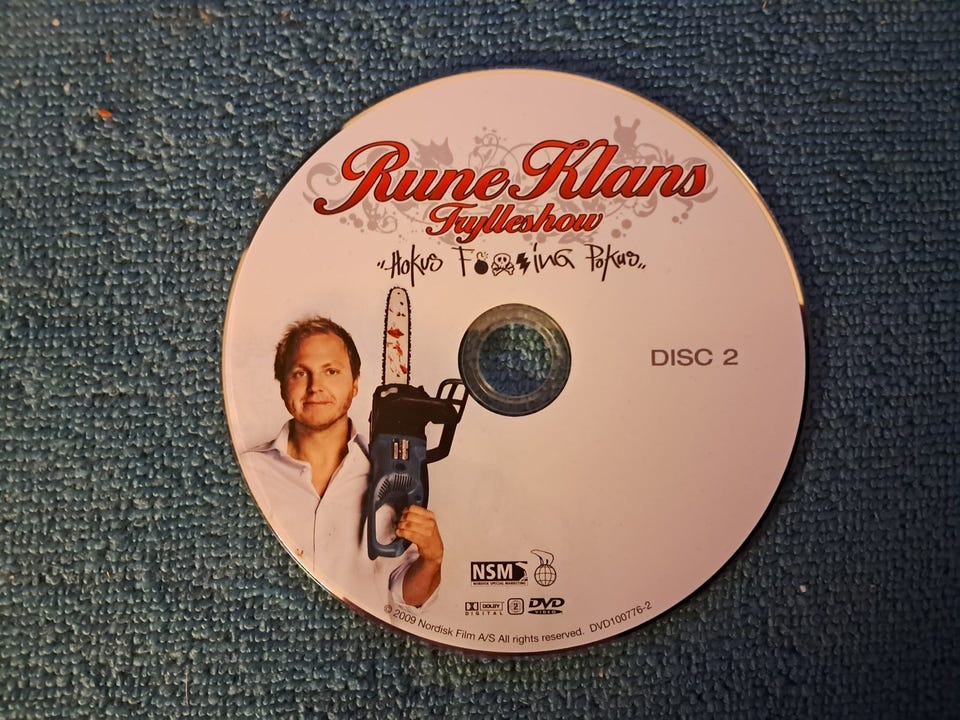 Rune Klans
Trylleshow
"Hokus F💣☠⚡ing Pokus"
DISC 2
NSM
NORDISK SPECIAL MARKETING
DOLBY
DIGITAL
2
DVD
VIDEO
© 2009 Nordisk Film A/S All rights reserved. DVD100776-2